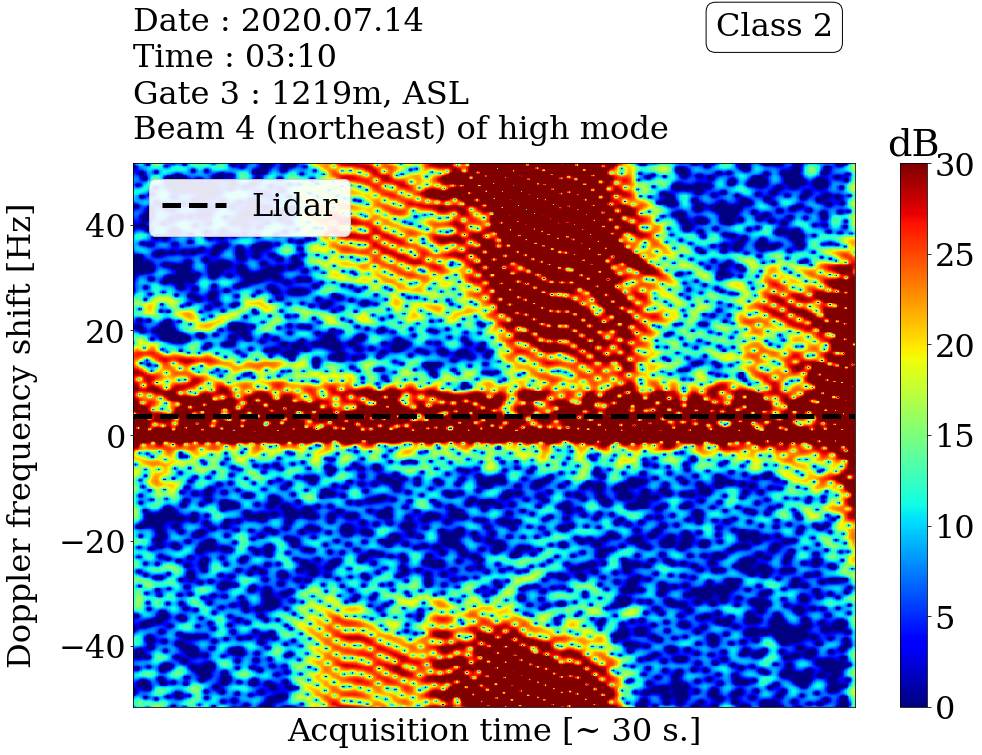 Date : 2020.07.14
Time : 03:10
Gate 3 : 1219m, ASL
Beam 4 (northeast) of high mode
Class 2
dB
Lidar
Doppler frequency shift [Hz]
40
20
0
−20
−40
Acquisition time [~ 30 s.]
30
25
20
15
10
5
0